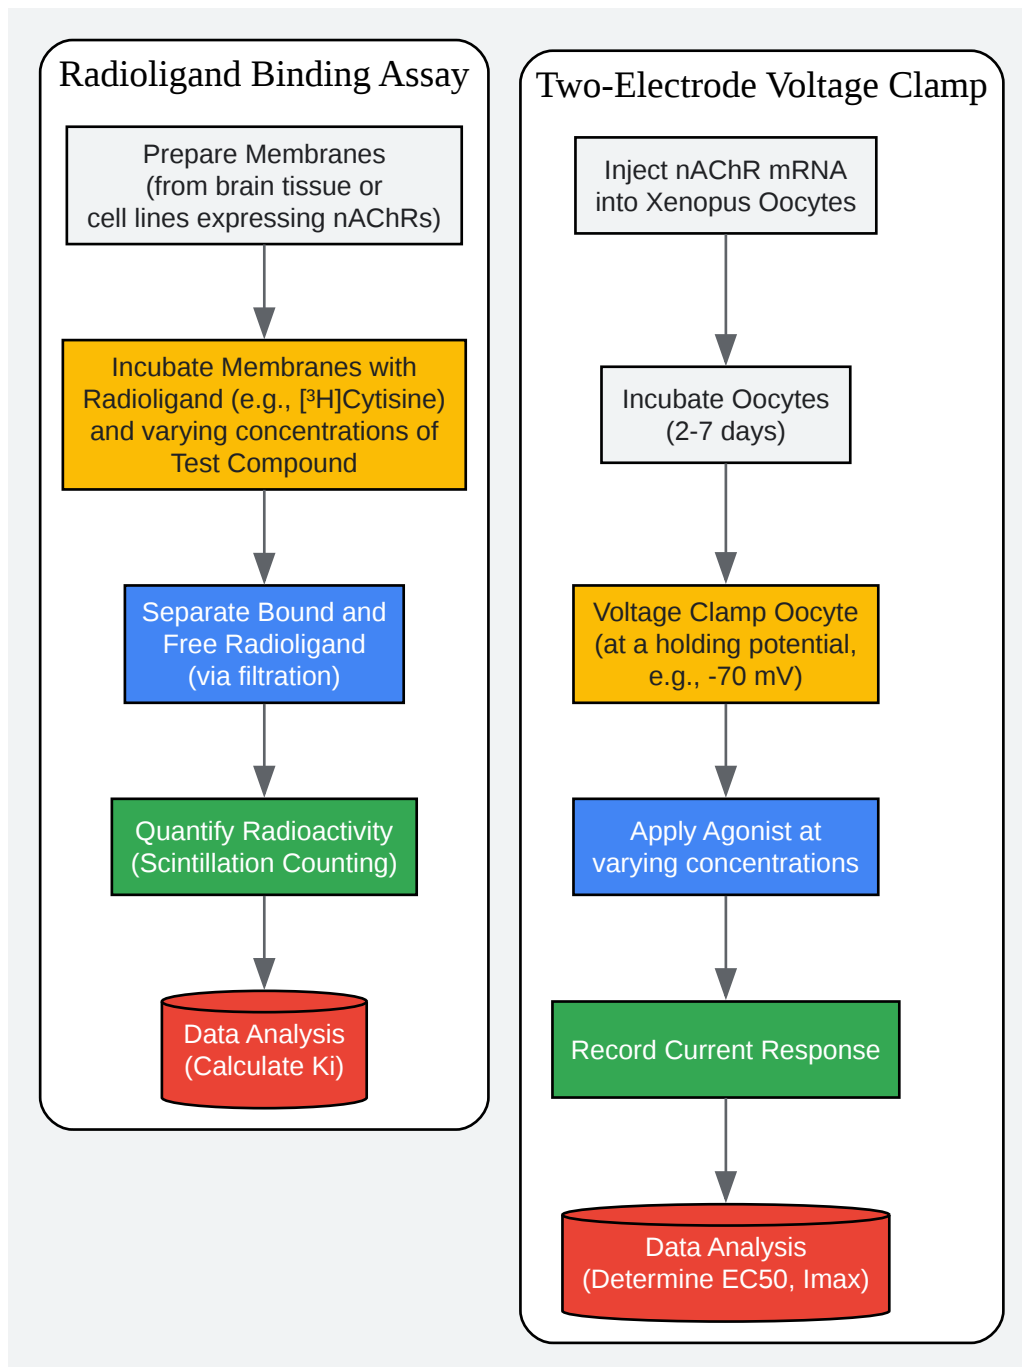 Radioligand Binding Assay
Prepare Membranes
(from brain tissue or
cell lines expressing nAChRs)
Incubate Membranes with
Radioligand (e.g., [³H]Cytisine)
and varying concentrations of
Test Compound
Separate Bound and
Free Radioligand
(via filtration)
Quantify Radioactivity
(Scintillation Counting)
Data Analysis
(Calculate Ki)
Two-Electrode Voltage Clamp
Inject nAChR mRNA
into Xenopus Oocytes
Incubate Oocytes
(2-7 days)
Voltage Clamp Oocyte
(at a holding potential,
e.g., -70 mV)
Apply Agonist at
varying concentrations
Record Current Response
Data Analysis
(Determine EC50, Imax)